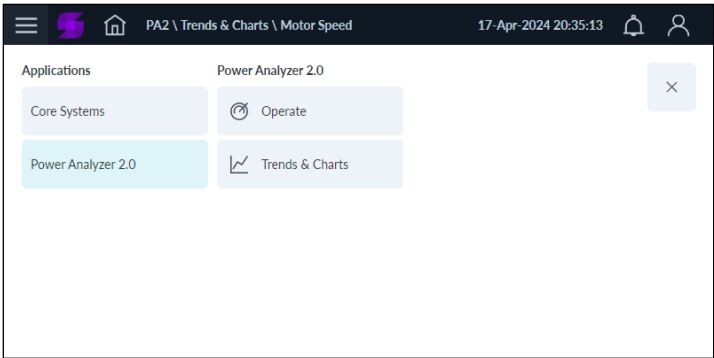 PA2 \ Trends & Charts \ Motor Speed 17-Apr-2024 20:35:13
Applications Power Analyzer 2.0
Core Systems Operate
Power Analyzer 2.0 Trends & Charts